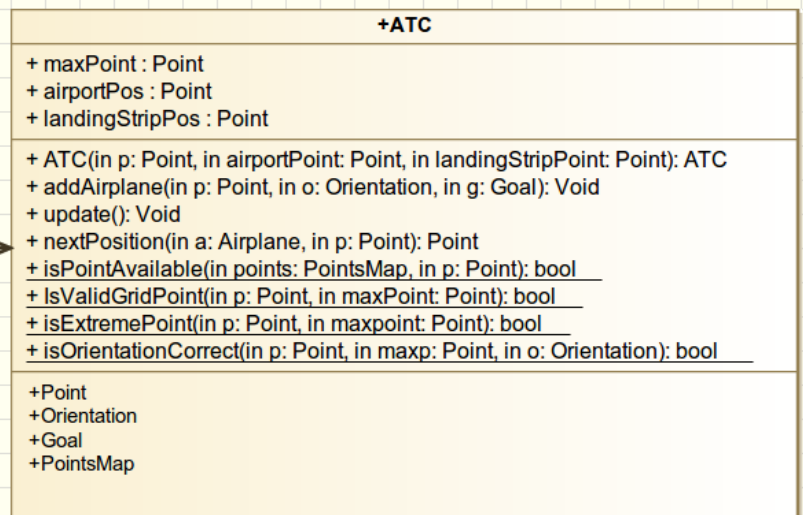 +ATC
+ maxPoint : Point
+ airportPos : Point
+ landingStripPos : Point
+ ATC(in p: Point, in airportPoint: Point, in landingStripPoint: Point): ATC
+ addAirplane(in p: Point, in o: Orientation, in g: Goal): Void
+ update(): Void
+ nextPosition(in a: Airplane, in p: Point): Point
+ isPointAvailable(in points: PointsMap, in p: Point): bool
+ IsValidGridPoint(in p: Point, in maxPoint: Point): bool
+ isExtremePoint(in p: Point, in maxpoint: Point): bool
+ isOrientationCorrect(in p: Point, in maxp: Point, in o: Orientation): bool
+Point
+Orientation
+Goal
+PointsMap